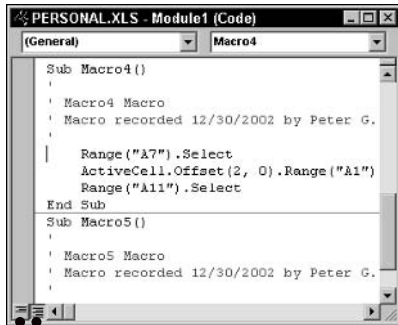 PERSONAL.XLS - Module1 (Code)
(General) Macro4
Sub Macro4()
'
' Macro4 Macro
' Macro recorded 12/30/2002 by Peter G.
'
Range("A7").Select
ActiveCell.Offset(2, 0).Range("A1")
Range("A11").Select
End Sub
Sub Macro5()
'
' Macro5 Macro
' Macro recorded 12/30/2002 by Peter G.
'